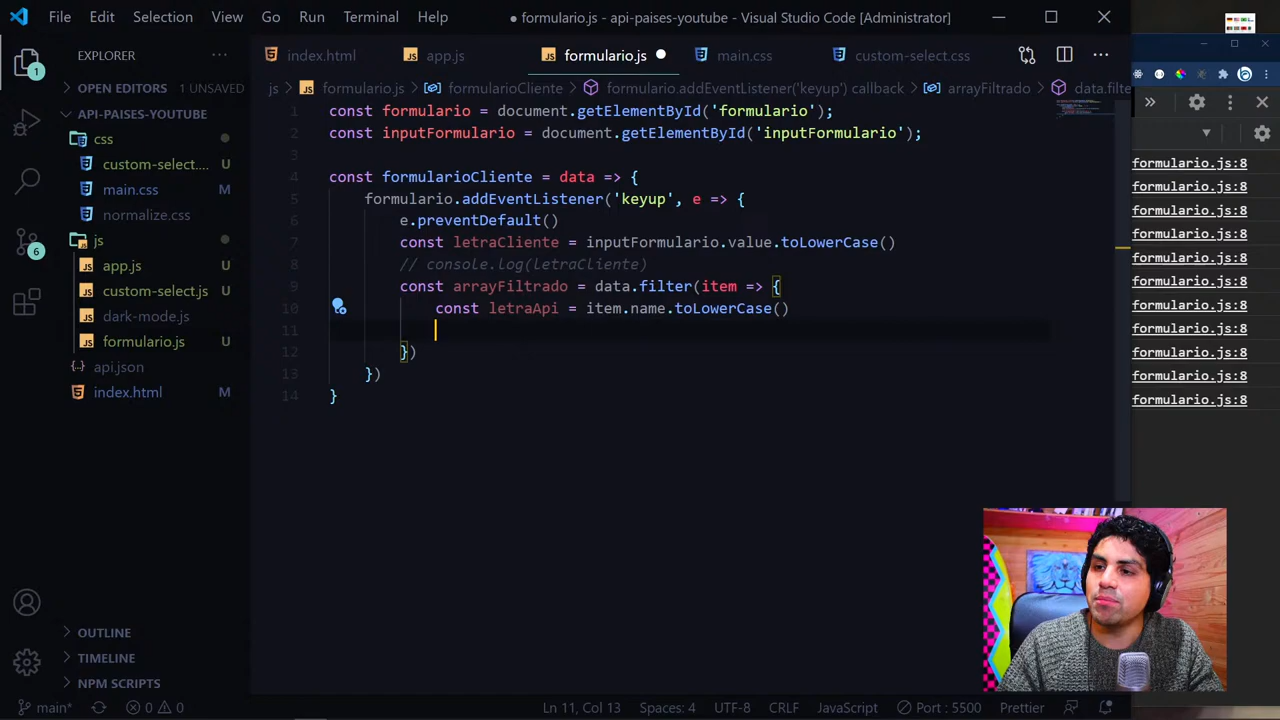 File Edit Selection View Go Run Terminal Help
● formulario.js - api-paises-youtube - Visual Studio Code [Administrator]
EXPLORER
index.html
app.js
formulario.js
main.css
custom-select.css
OPEN EDITORS 1 UNSAVED
js > formulario.js > formularioCliente > formulario.addEventListener('keyup') callback > arrayFiltrado > data.filte
API-PAISES-YOUTUBE
css
custom-select.... U
main.css M
normalize.css
js
app.js U
custom-select.js U
dark-mode.js
formulario.js U
api.json
index.html M
OUTLINE
TIMELINE
NPM SCRIPTS
1
6
1 const formulario = document.getElementById('formulario');
2 const inputFormulario = document.getElementById('inputFormulario');
3
4 const formularioCliente = data => {
5 formulario.addEventListener('keyup', e => {
6 e.preventDefault()
7 const letraCliente = inputFormulario.value.toLowerCase()
8 // console.log(letraCliente)
9 const arrayFiltrado = data.filter(item => {
10 const letraApi = item.name.toLowerCase()
11
12 })
13 })
14 }
formulario.js:8
formulario.js:8
formulario.js:8
formulario.js:8
formulario.js:8
formulario.js:8
formulario.js:8
formulario.js:8
formulario.js:8
formulario.js:8
formulario.js:8
main* 0 0 Ln 11, Col 13 Spaces: 4 UTF-8 CRLF JavaScript Port : 5500 Prettier